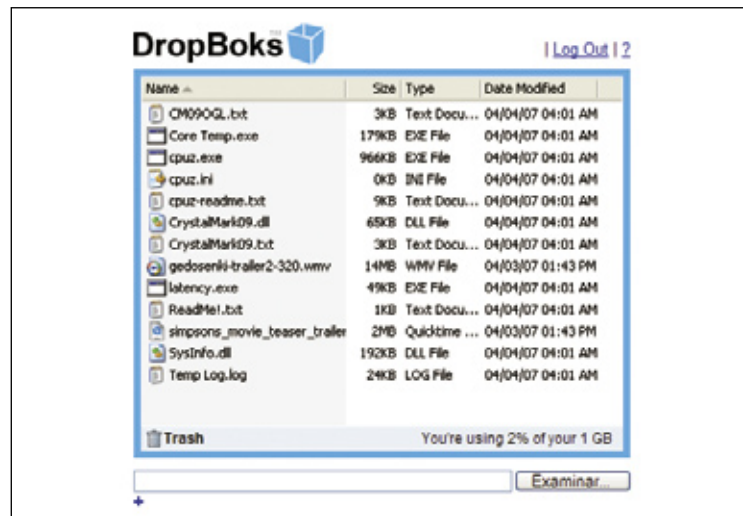 DropBoks
| Log Out | ?
Name Size Type Date Modified
CM09OGL.txt 3KB Text Docu... 04/04/07 04:01 AM
Core Temp.exe 179KB EXE File 04/04/07 04:01 AM
cpuz.exe 966KB EXE File 04/04/07 04:01 AM
cpuz.ini 0KB INI File 04/04/07 04:01 AM
cpuz-readme.txt 9KB Text Docu... 04/04/07 04:01 AM
CrystalMark09.dll 65KB DLL File 04/04/07 04:01 AM
CrystalMark09.txt 3KB Text Docu... 04/04/07 04:01 AM
gedosenki-trailer2-320.wmv 14MB WMV File 04/03/07 01:43 PM
latency.exe 49KB EXE File 04/04/07 04:01 AM
ReadMe!.txt 1KB Text Docu... 04/04/07 04:01 AM
simpsons_movie_teaser_trailer 2MB Quicktime ... 04/03/07 01:43 PM
SysInfo.dll 192KB DLL File 04/04/07 04:01 AM
Temp Log.log 24KB LOG File 04/04/07 04:01 AM
Trash You're using 2% of your 1 GB
Examinar...
+